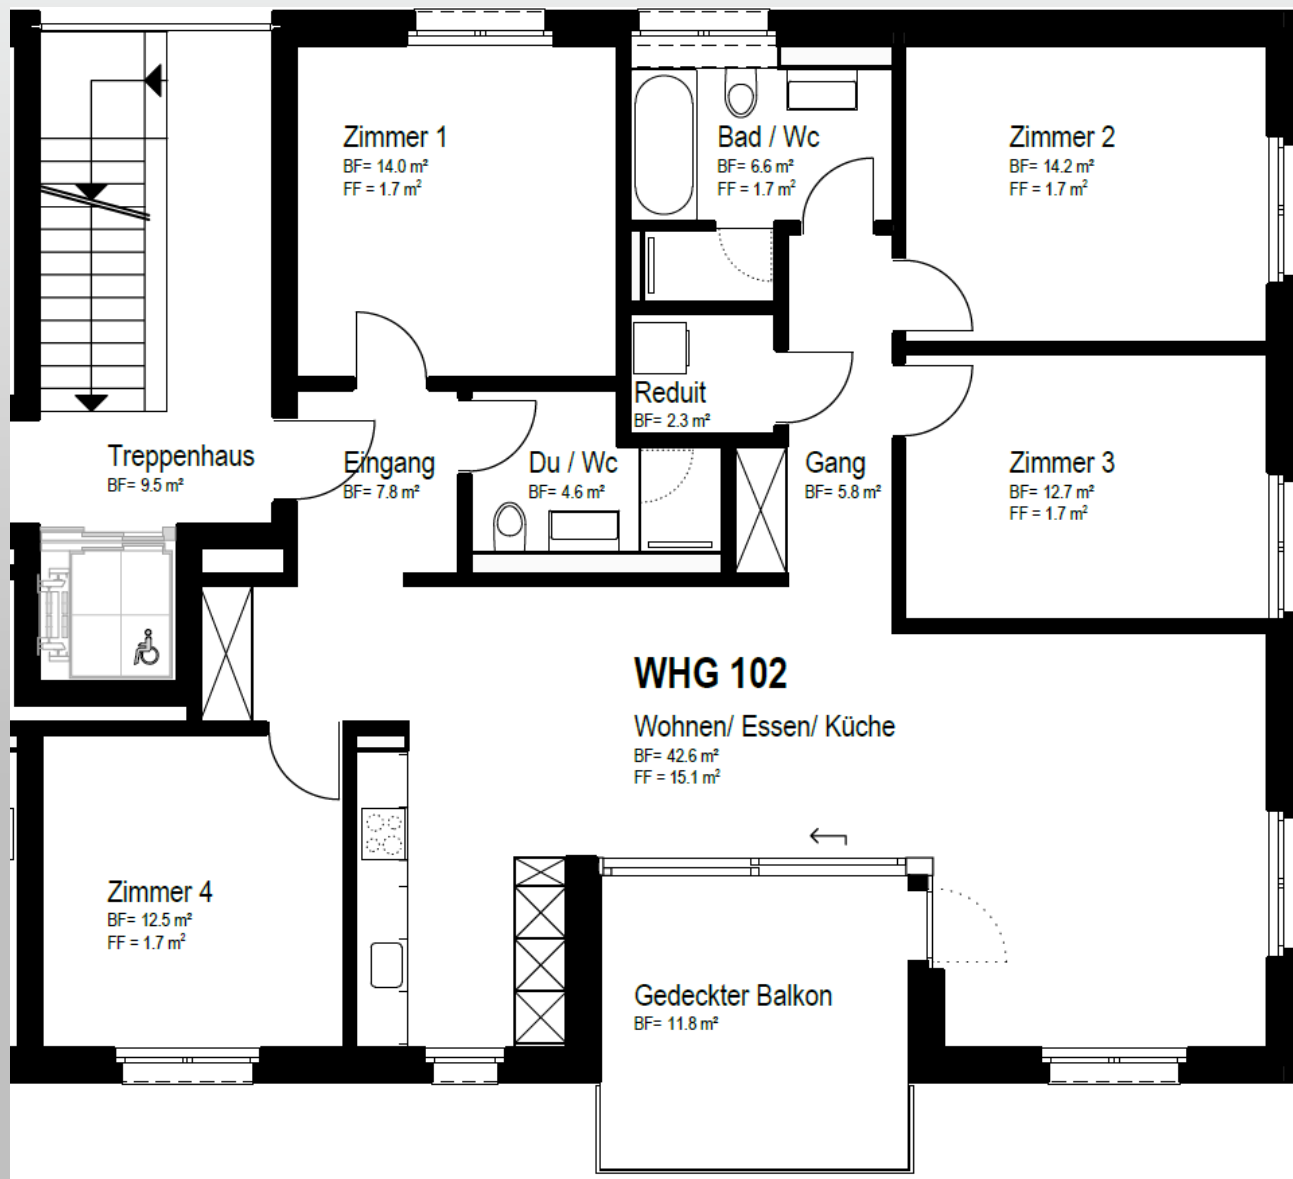 Zimmer 1
BF= 14.0 m²
FF = 1.7 m²
Bad / Wc
BF= 6.6 m²
FF = 1.7 m²
Zimmer 2
BF= 14.2 m²
FF = 1.7 m²
Reduit
BF= 2.3 m²
Treppenhaus
BF= 9.5 m²
Eingang
BF= 7.8 m²
Du / Wc
BF= 4.6 m²
Gang
BF= 5.8 m²
Zimmer 3
BF= 12.7 m²
FF = 1.7 m²
WHG 102
Wohnen/ Essen/ Küche
BF= 42.6 m²
FF = 15.1 m²
Zimmer 4
BF= 12.5 m²
FF = 1.7 m²
Gedeckter Balkon
BF= 11.8 m²